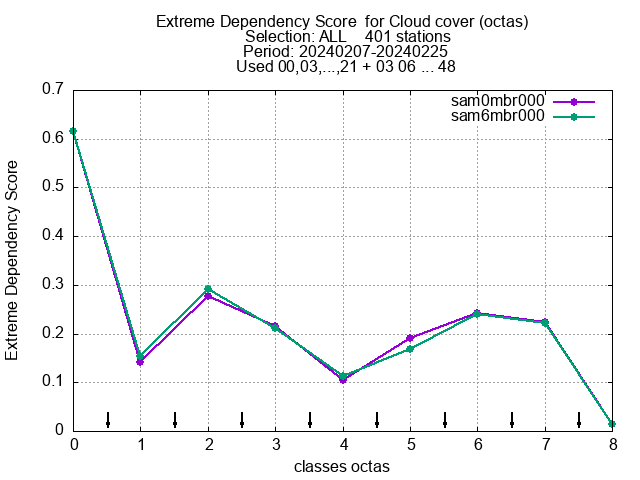 Extreme Dependency Score  for Cloud cover (octas)
Selection: ALL    401 stations
Period: 20240207-20240225
Used 00,03,...,21 + 03 06 ... 48
sam0mbr000
sam6mbr000
0.7
0.6
0.5
0.4
0.3
0.2
0.1
0
Extreme Dependency Score
0 1 2 3 4 5 6 7 8
classes octas